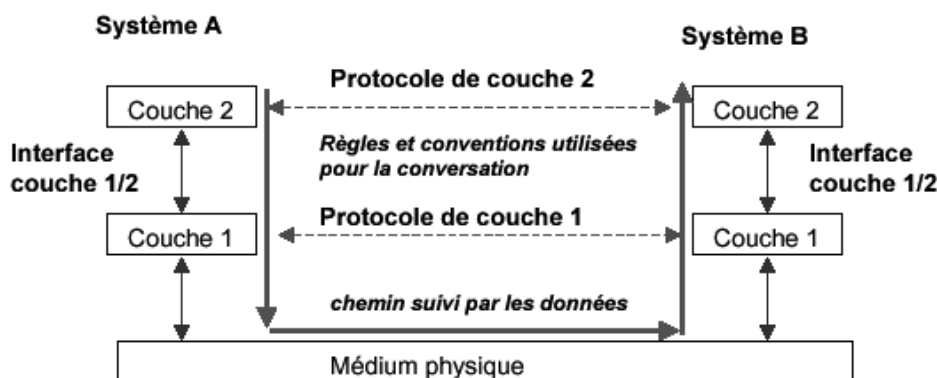 Système A
Système B
Protocole de couche 2
Couche 2
Couche 2
Règles et conventions utilisées
pour la conversation
Interface
couche 1/2
Interface
couche 1/2
Protocole de couche 1
Couche 1
Couche 1
chemin suivi par les données
Médium physique